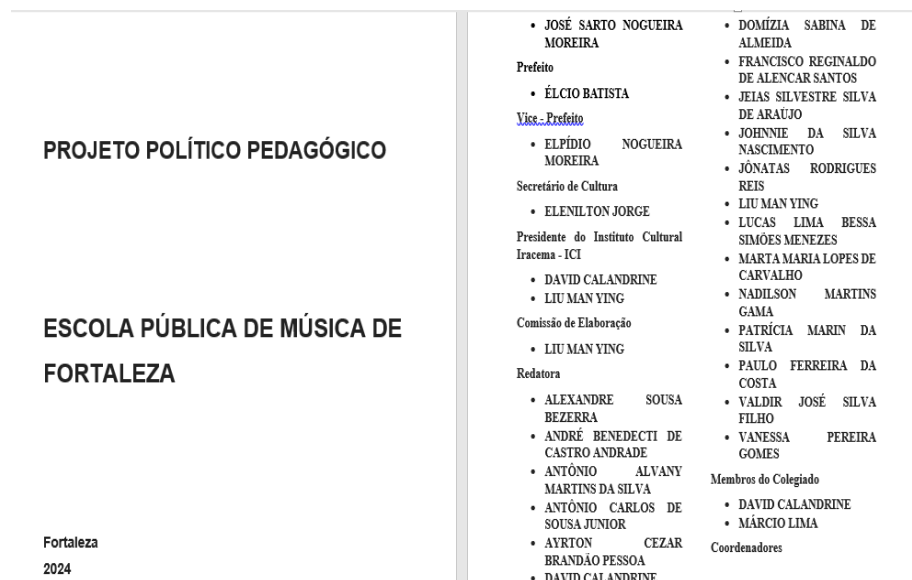 PROJETO POLÍTICO PEDAGÓGICO
ESCOLA PÚBLICA DE MÚSICA DE
FORTALEZA
Fortaleza
2024
• JOSÉ SARTO NOGUEIRA
MOREIRA
Prefeito
• ÉLCIO BATISTA
Vice - Prefeito
• ELPÍDIO NOGUEIRA
MOREIRA
Secretário de Cultura
• ELENILTON JORGE
Presidente do Instituto Cultural
Iracema - ICI
• DAVID CALANDRINE
• LIU MAN YING
Comissão de Elaboração
• LIU MAN YING
Redatora
• ALEXANDRE SOUSA
BEZERRA
• ANDRÉ BENEDECTI DE
CASTRO ANDRADE
• ANTÔNIO ALVANY
MARTINS DA SILVA
• ANTÔNIO CARLOS DE
SOUSA JUNIOR
• AYRTON CEZAR
BRANDÃO PESSOA
• DAVID CALANDRINE
• DOMÍZIA SABINA DE
ALMEIDA
• FRANCISCO REGINALDO
DE ALENCAR SANTOS
• JEIAS SILVESTRE SILVA
DE ARAÚJO
• JOHNNIE DA SILVA
NASCIMENTO
• JÔNATAS RODRIGUES
REIS
• LIU MAN YING
• LUCAS LIMA BESSA
SIMÕES MENEZES
• MARTA MARIA LOPES DE
CARVALHO
• NADILSON MARTINS
GAMA
• PATRÍCIA MARIN DA
SILVA
• PAULO FERREIRA DA
COSTA
• VALDIR JOSÉ SILVA
FILHO
• VANESSA PEREIRA
GOMES
Membros do Colegiado
• DAVID CALANDRINE
• MÁRCIO LIMA
Coordenadores